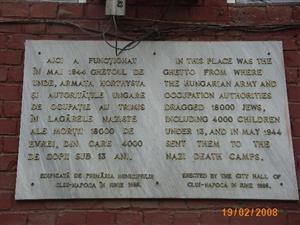 AICI A FUNCȚIONAT
ÎN MAI 1944 GHETOUL DE
UNDE, ARMATA HORTHYSTA
ȘI AUTORITĂȚILE UNGARE
DE OCUPAȚIE AU TRIMIS
ÎN LAGĂRELE NAZISTE
ALE MORȚII 18000 DE
EVREI, DIN CARE 4000
DE COPII SUB 13 ANI.
EDIFICATĂ DE PRIMĂRIA MUNICIPIULUI
CLUJ-NAPOCA ÎN IUNIE
IN THIS PLACE WAS THE
GHETTO FROM WHERE
THE HUNGARIAN ARMY AND
OCCUPATION AUTHORITIES
DRAGGED 18000 JEWS,
INCLUDING 4000 CHILDREN
UNDER 13, AND IN MAY 1944
SENT THEM TO THE
NAZI DEATH CAMPS.
ERECTED BY THE CITY HALL OF
CLUJ-NAPOCA IN JUNE
19/02/2008